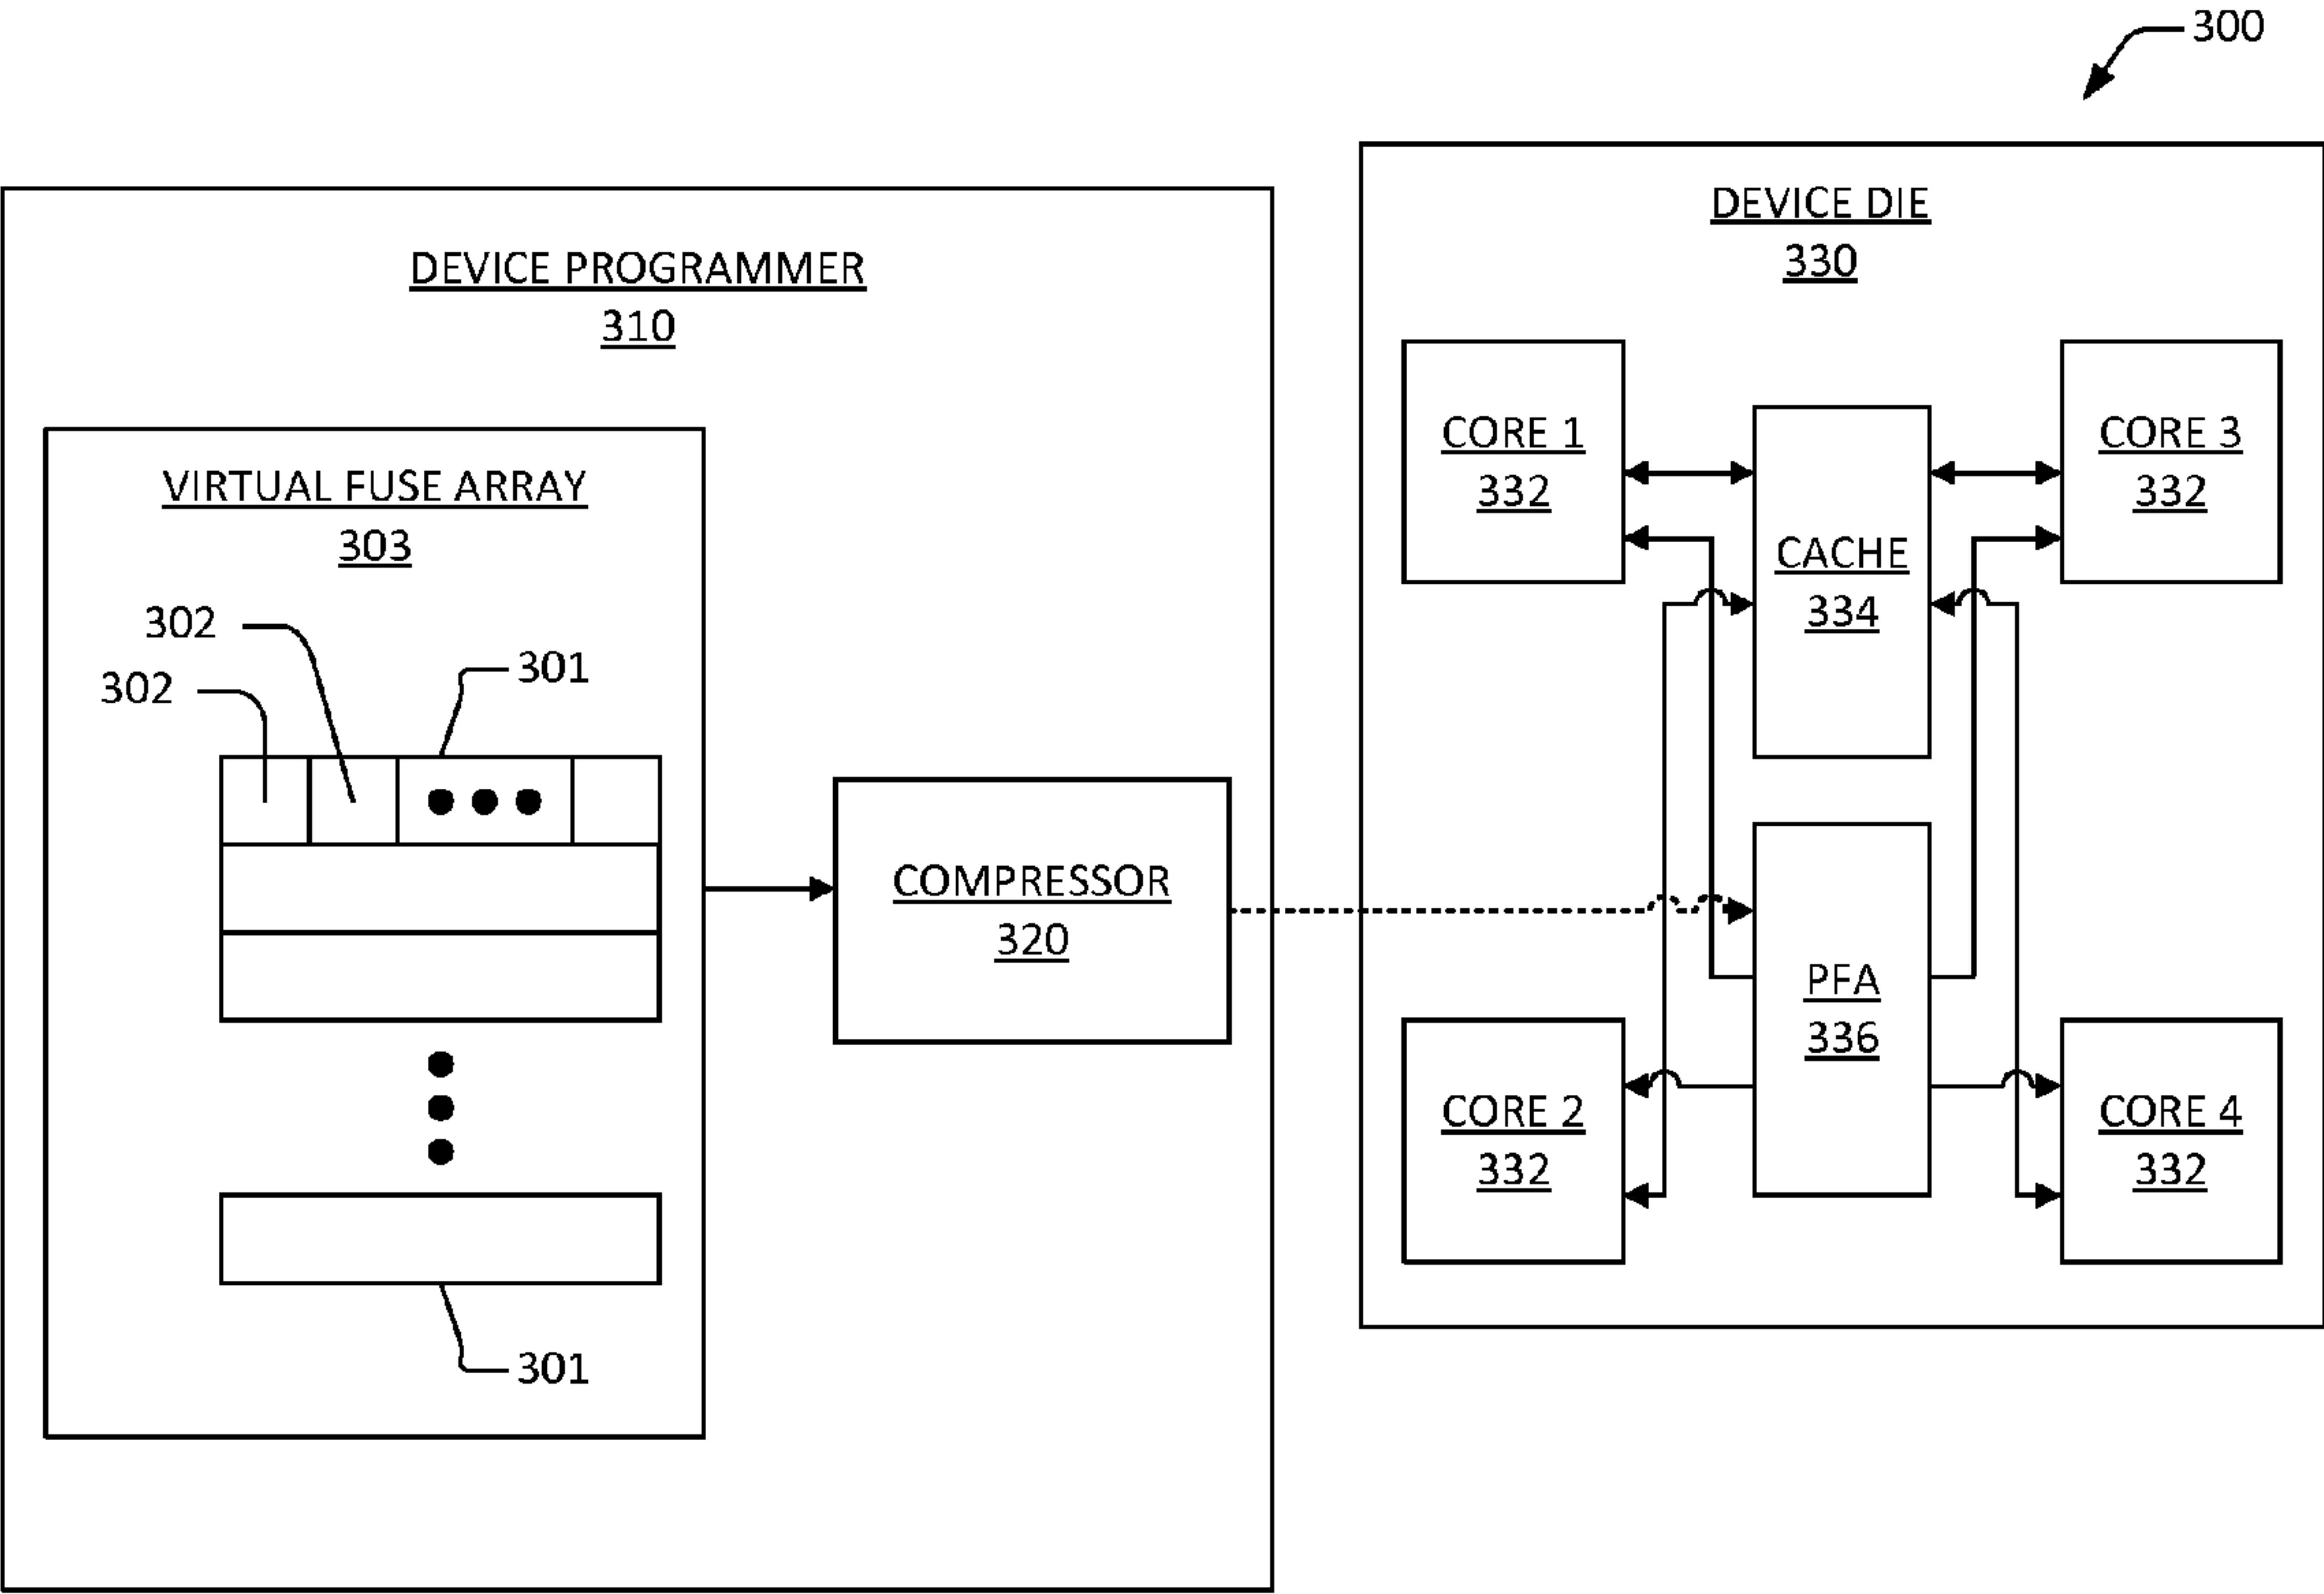 300
DEVICE PROGRAMMER
310
VIRTUAL FUSE ARRAY
303
302
302
301
301
COMPRESSOR
320
DEVICE DIE
330
CORE 1
332
CACHE
334
CORE 3
332
PFA
336
CORE 2
332
CORE 4
332